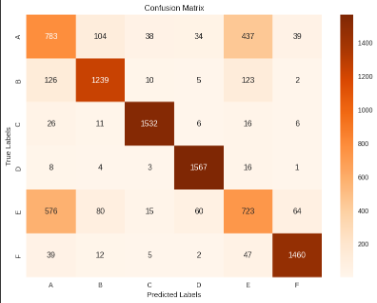 Confusion Matrix
A 783 104 38 34 437 39
B 126 1239 10 5 123 2
C 26 11 1532 6 16 6
D 8 4 3 1567 16 1
E 576 80 15 60 723 64
F 39 12 5 2 47 1460
A B C D E F
True Labels
Predicted Labels
1400
1200
1000
800
600
400
200